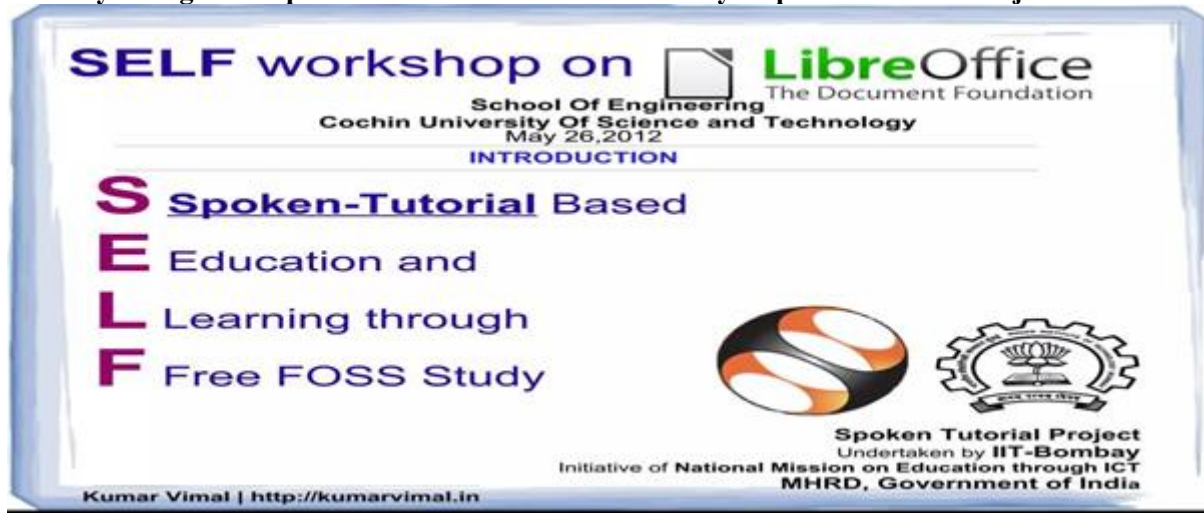 SELF workshop on LibreOffice
The Document Foundation
School Of Engineering
Cochin University Of Science and Technology
May 26,2012
INTRODUCTION
S Spoken-Tutorial Based
E Education and
L Learning through
F Free FOSS Study
Spoken Tutorial Project
Undertaken by IIT-Bombay
Initiative of National Mission on Education through ICT
MHRD, Government of India
Kumar Vimal | http://kumarvimal.in